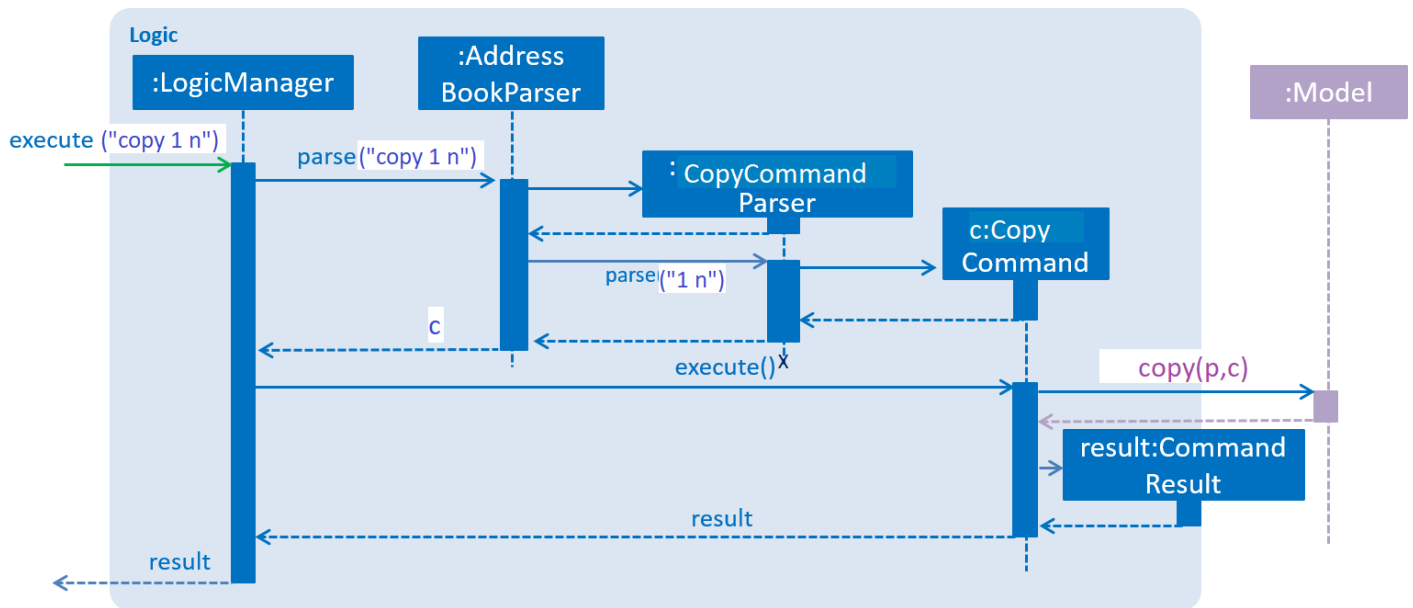 Logic
:LogicManager
:Address
BookParser
:Model
execute ("copy 1 n")
parse("copy 1 n")
: CopyCommand
Parser
c:Copy
Command
parse("1 n")
c
execute()
x
copy(p,c)
result:Command
Result
result
result